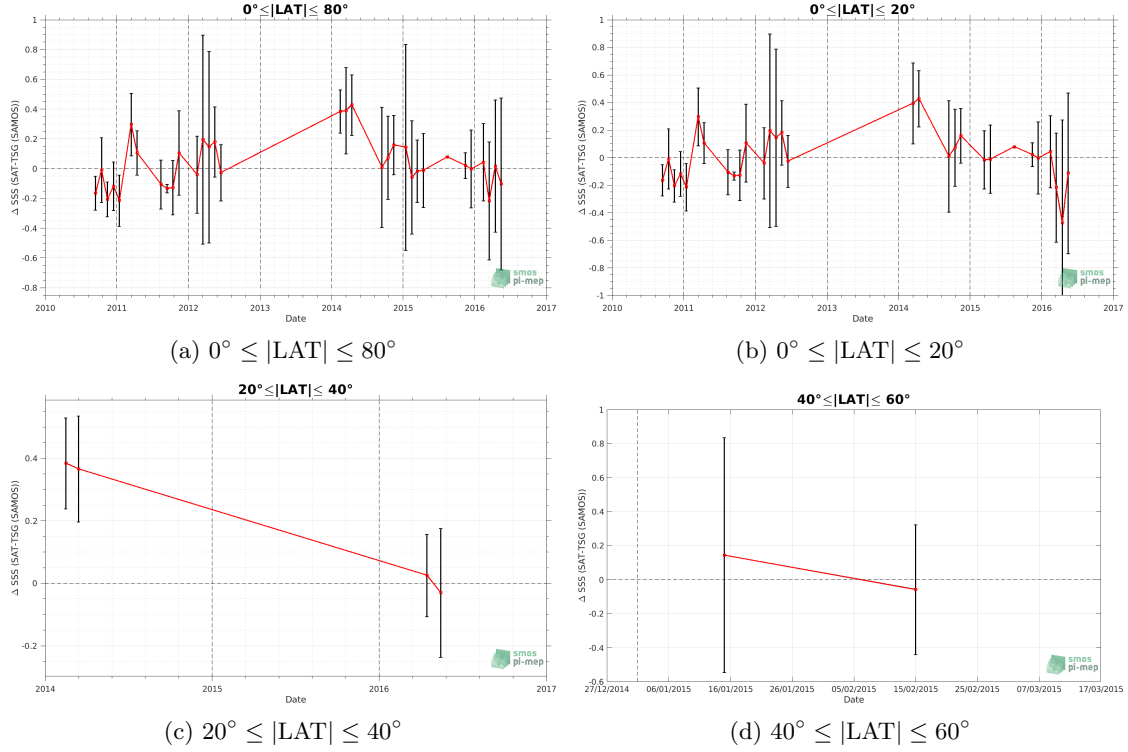 0°≤|LAT|≤ 80°
1
0.8
0.6
0.4
0.2
0
-0.2
-0.4
-0.6
-0.8
Δ SSS (SAT-TSG (SAMOS))
2010 2011 2012 2013 2014 2015 2016 2017
Date
smos
pi-mep
(a) 0° ≤ |LAT| ≤ 80°
0°≤|LAT|≤ 20°
1
0.8
0.6
0.4
0.2
0
-0.2
-0.4
-0.6
-0.8
-1
Δ SSS (SAT-TSG (SAMOS))
2010 2011 2012 2013 2014 2015 2016 2017
Date
smos
pi-mep
(b) 0° ≤ |LAT| ≤ 20°
20°≤|LAT|≤ 40°
0.4
0.2
0
-0.2
Δ SSS (SAT-TSG (SAMOS))
2014 2015 2016 2017
Date
smos
pi-mep
(c) 20° ≤ |LAT| ≤ 40°
40°≤|LAT|≤ 60°
1
0.8
0.6
0.4
0.2
0
-0.2
-0.4
-0.6
Δ SSS (SAT-TSG (SAMOS))
27/12/2014 06/01/2015 16/01/2015 26/01/2015 05/02/2015 15/02/2015 25/02/2015 07/03/2015 17/03/2015
Date
smos
pi-mep
(d) 40° ≤ |LAT| ≤ 60°